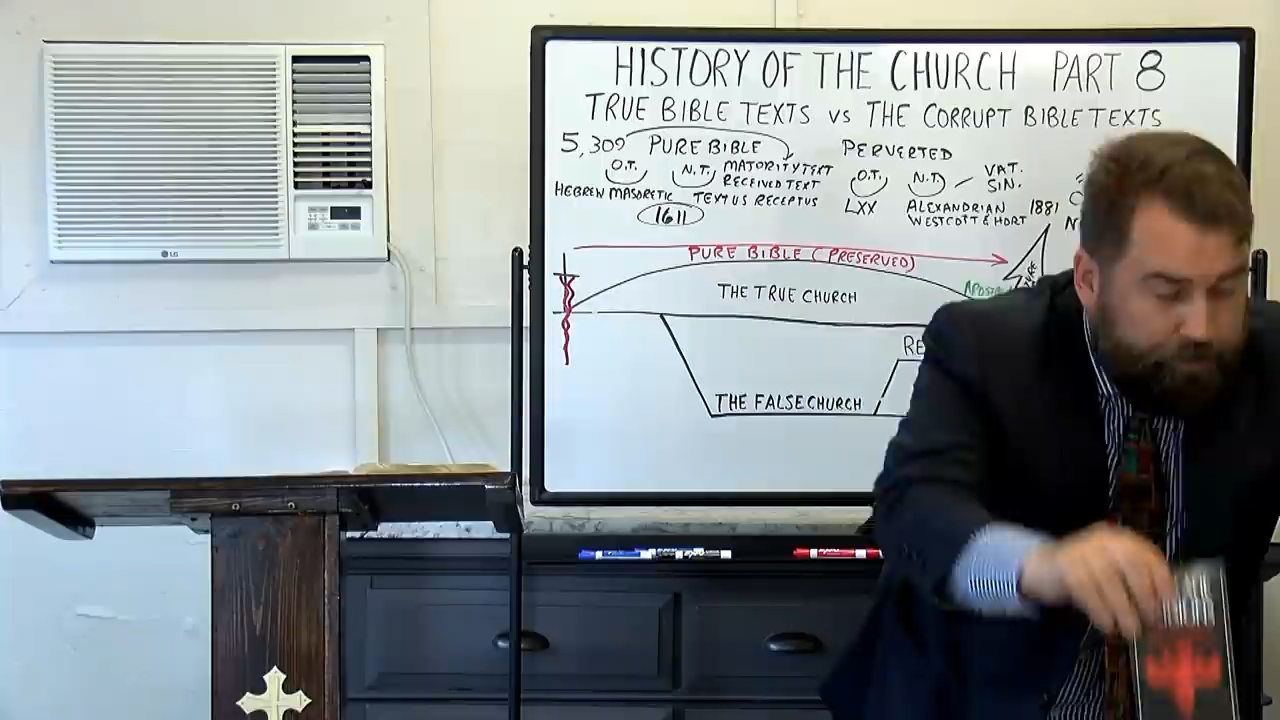 HISTORY OF THE CHURCH PART 8
TRUE BIBLE TEXTS VS THE CORRUPT BIBLE TEXTS
5,309 PURE BIBLE
O.T. N.T. MAJORITY TEXT
RECEIVED TEXT
HEBREW MASORETIC TEXTUS RECEPTUS
1611
PERVERTED
O.T. N.T. VAT.
SIN.
LXX ALEXANDRIAN 1881
WESTCOTT & HORT
PURE BIBLE (PRESERVED)
THE TRUE CHURCH
THE FALSE CHURCH
LG